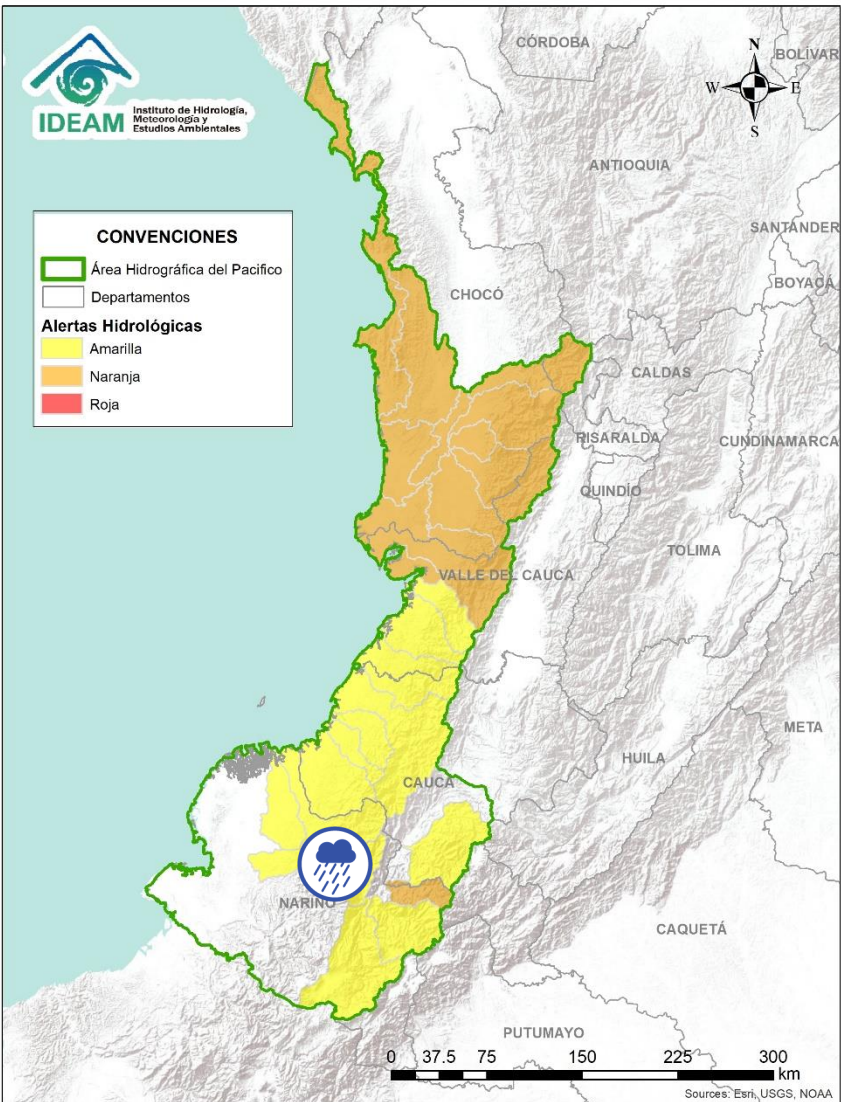 IDEAM
Instituto de Hidrología,
Meteorología y
Estudios Ambientales
CÓRDOBA
BOLÍVAR
N
W
E
S
ANTIOQUIA
SANTANDER
BOYACÁ
CONVENCIONES
Área Hidrográfica del Pacifico
Departamentos
Alertas Hidrológicas
Amarilla
Naranja
Roja
CHOCÓ
CALDAS
RISARALDA
CUNDINAMARCA
QUINDÍO
TOLIMA
VALLE DEL CAUCA
META
HUILA
CAUCA
NARIÑO
CAQUETÁ
PUTUMAYO
0 37.5 75 150 225 300
km
Sources: Esri, USGS, NOAA